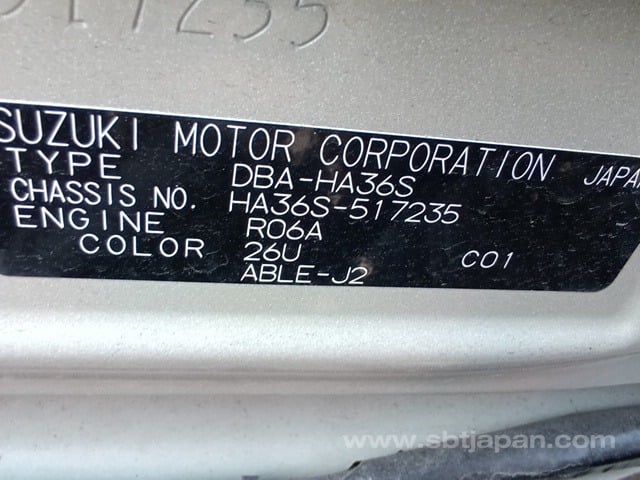 517235
SUZUKI MOTOR CORPORATION JAPAN
TYPE DBA-HA36S
CHASSIS NO. HA36S-517235
ENGINE R06A
COLOR 26U C01
ABLE-J2
www.sbtjapan.com